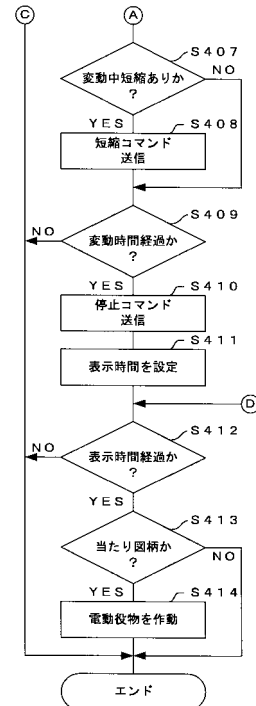 C
A
S407
変動中短縮ありか
?
NO
YES
S408
短縮コマンド
送信
S409
NO
変動時間経過か
?
YES
S410
停止コマンド
送信
S411
表示時間を設定
D
S412
NO
表示時間経過か
?
YES
S413
当たり図柄か
?
NO
YES
S414
電動役物を作動
エンド